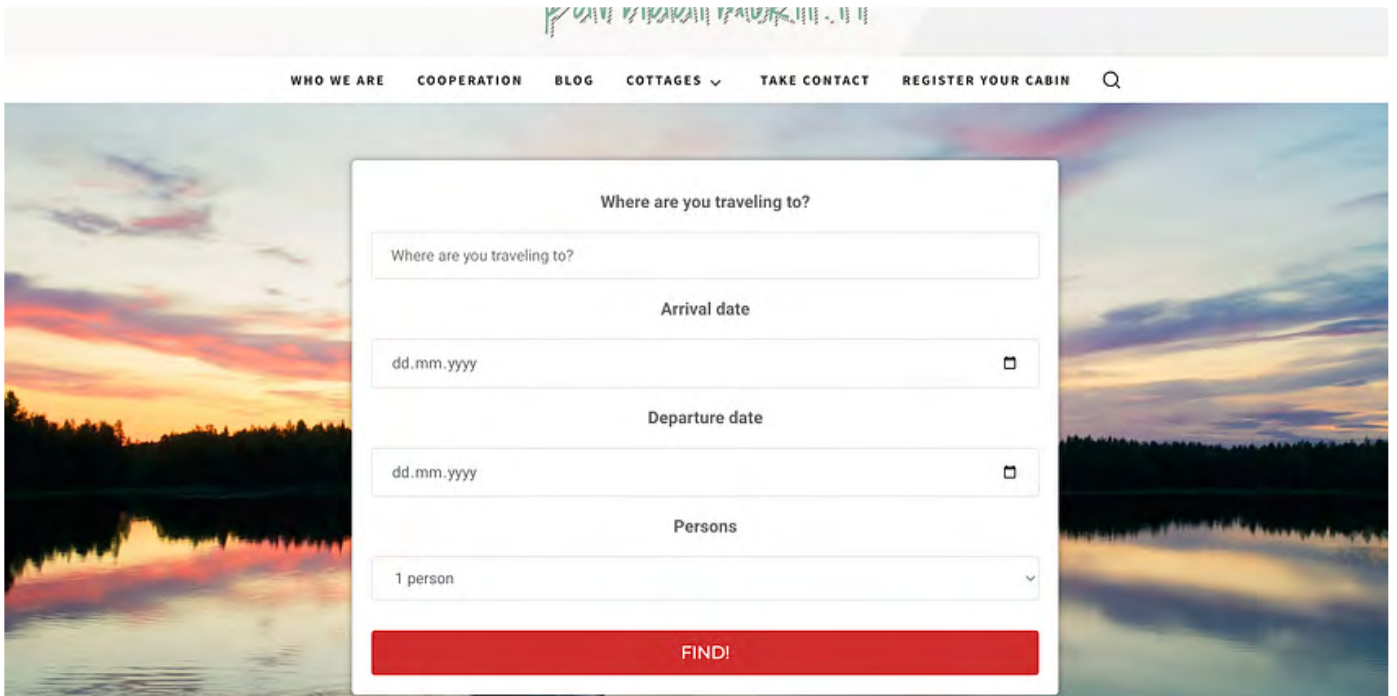 WHO WE ARE COOPERATION BLOG COTTAGES TAKE CONTACT REGISTER YOUR CABIN
Where are you traveling to?
Where are you traveling to?
Arrival date
dd.mm.yyyy
Departure date
dd.mm.yyyy
Persons
1 person
FIND!